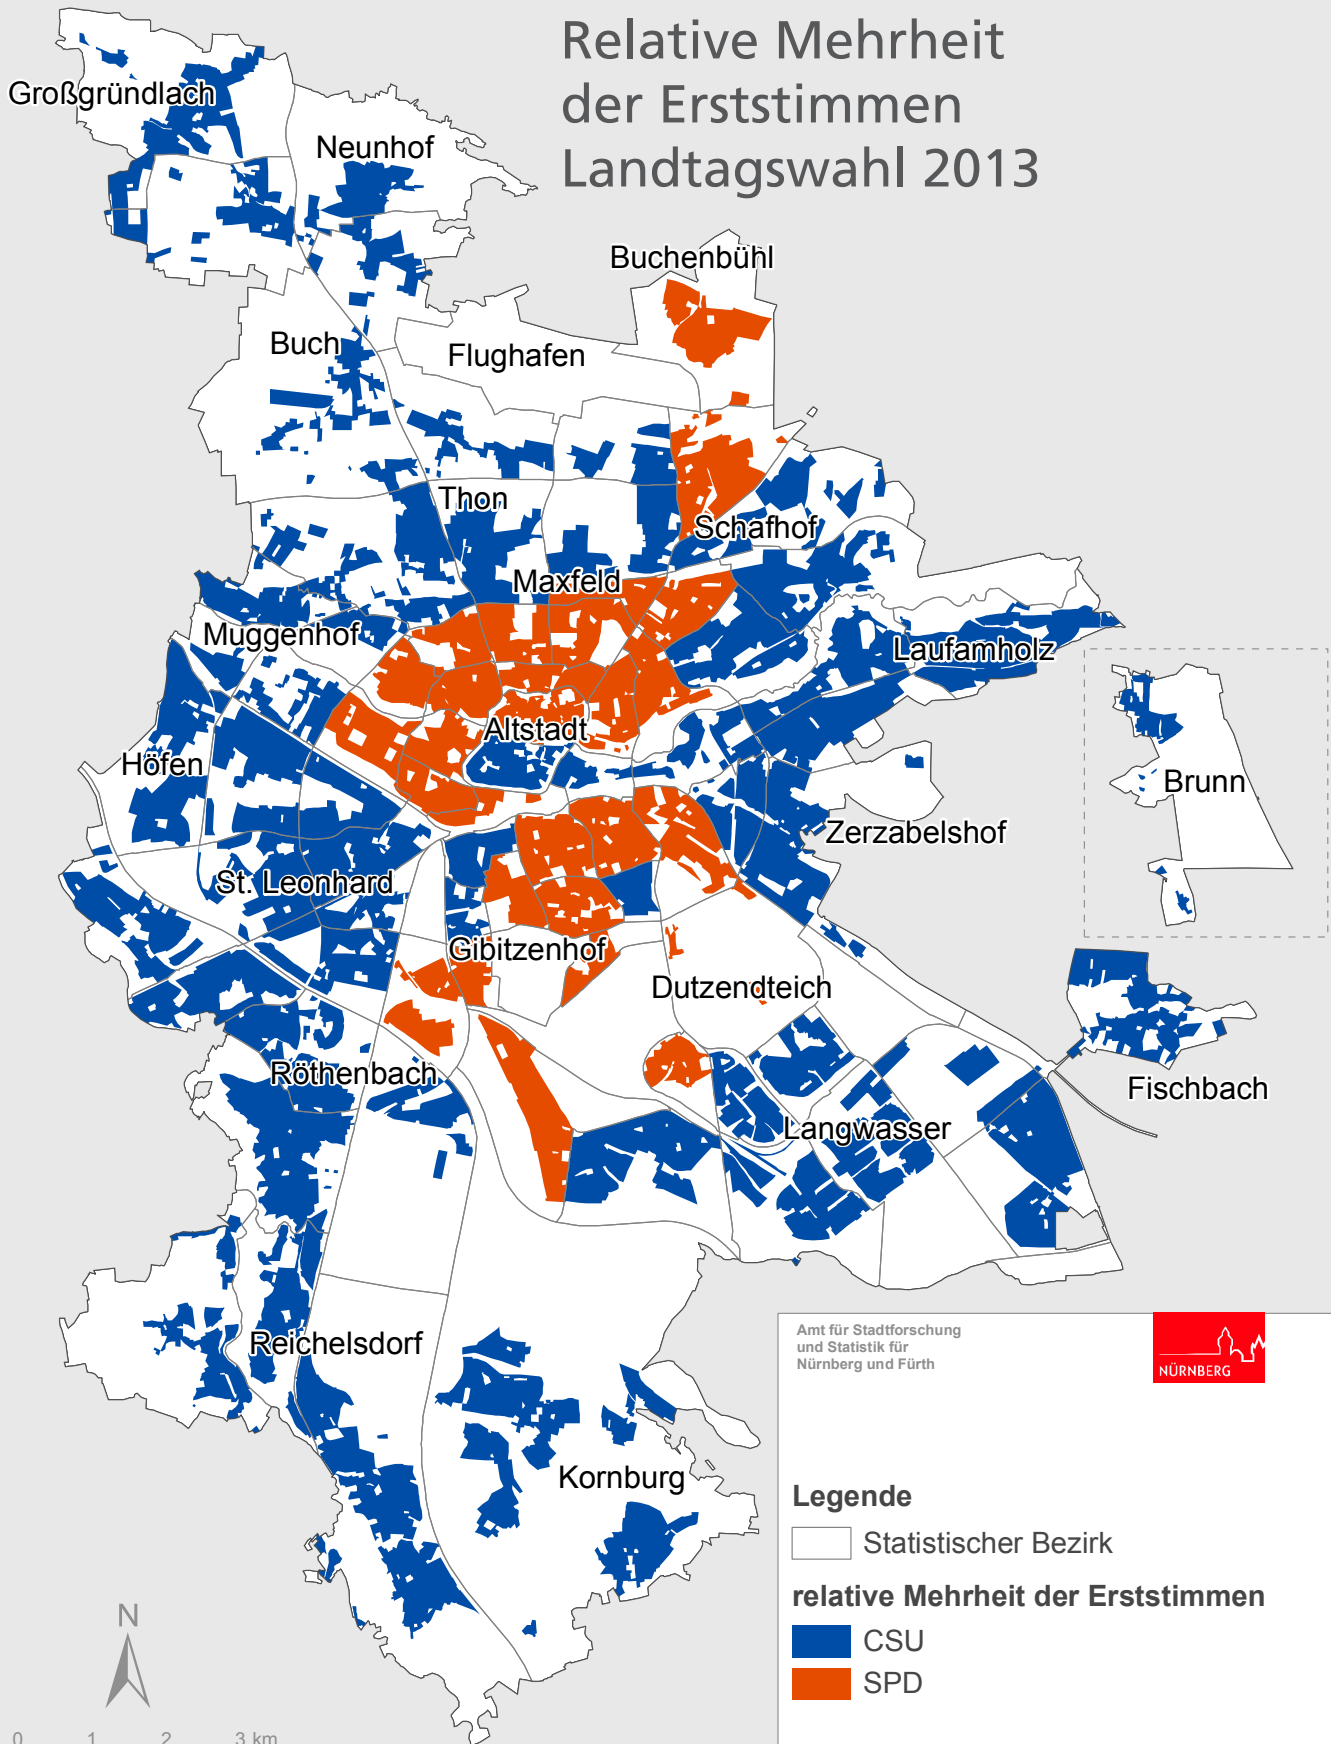 Relative Mehrheit
der Erststimmen
Landtagswahl 2013
Großgründlach
Neunhof
Buchenbühl
Buch
Flughafen
Thon
Schafhof
Maxfeld
Muggenhof
Laufamholz
Altstadt
Höfen
Brunn
Zerzabelshof
St. Leonhard
Gibitzenhof
Dutzendteich
Röthenbach
Fischbach
Langwasser
Reichelsdorf
Kornburg
Amt für Stadtforschung
und Statistik für
Nürnberg und Fürth
NÜRNBERG
Legende
Statistischer Bezirk
relative Mehrheit der Erststimmen
CSU
SPD
N
0 1 2 3 km